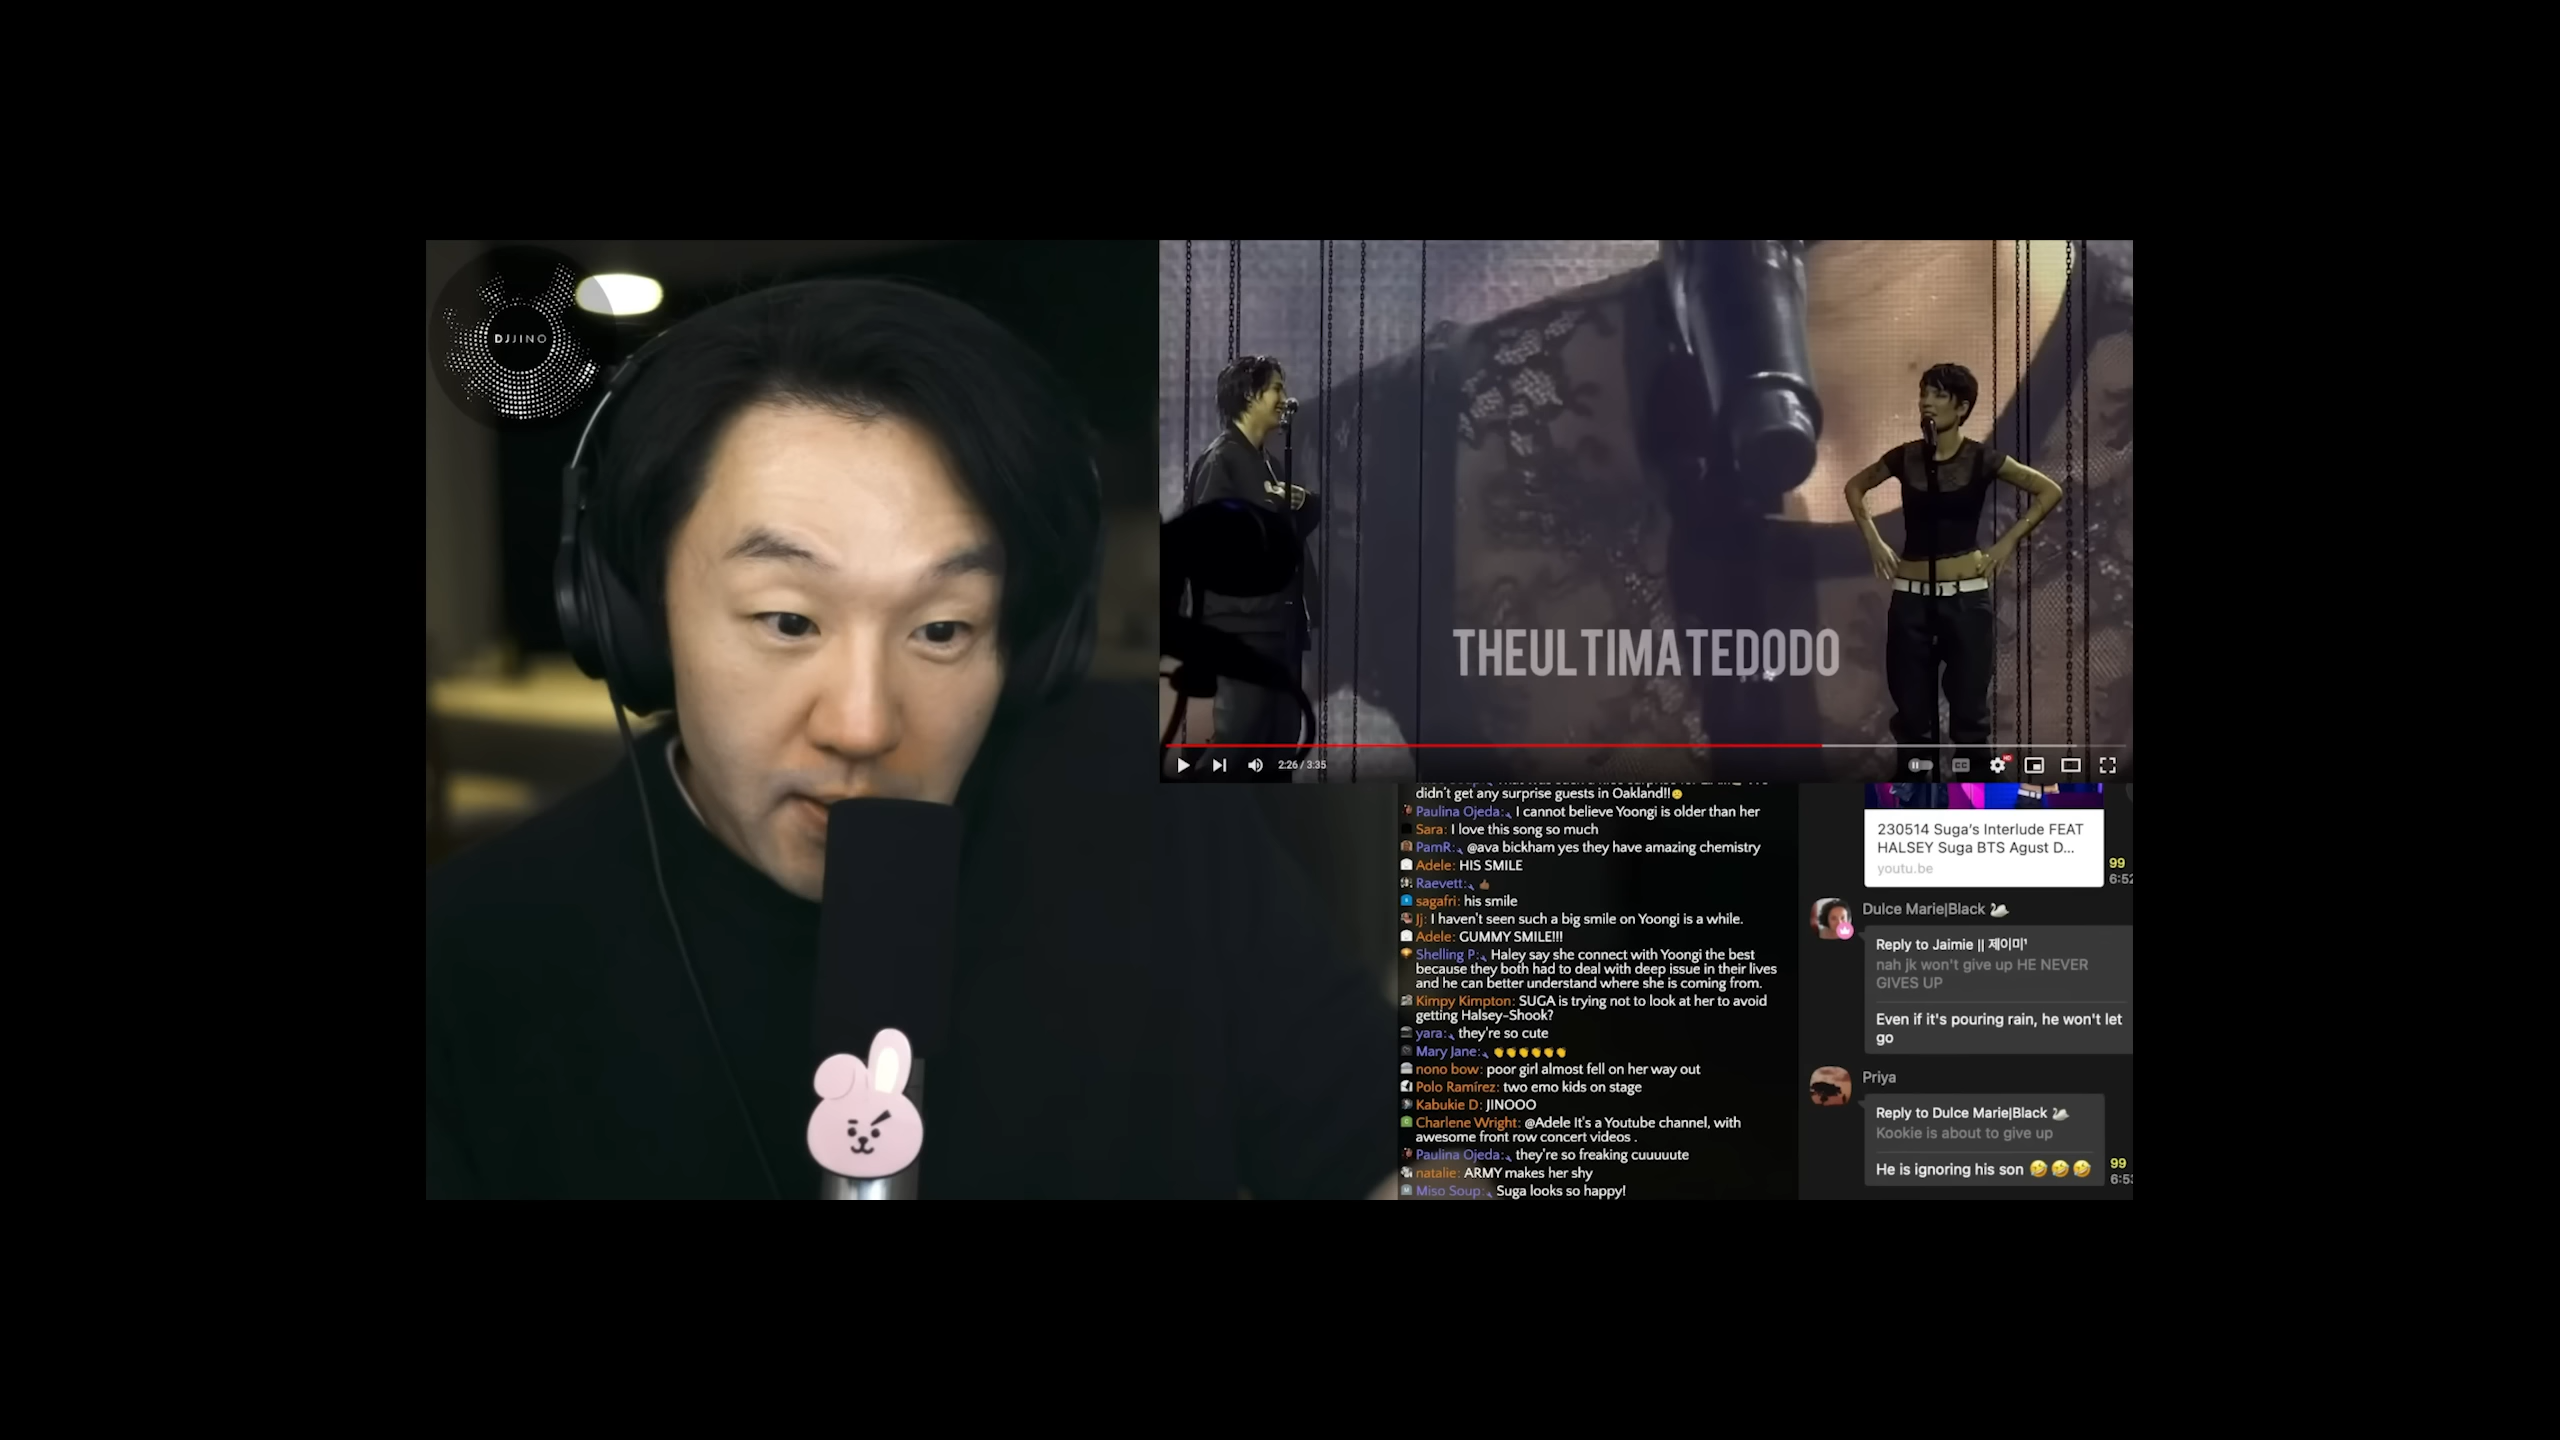 DJJINO
THEULTIMATEDODO
2:26 / 3:35
CC
HD
didn't get any surprise guests in Oakland!!🙁
Paulina Ojeda: I cannot believe Yoongi is older than her
Sara: I love this song so much
PamR: @ava bickham yes they have amazing chemistry
Adele: HIS SMILE
Raevett: 👍🏾
sagafri: his smile
Jj: I haven't seen such a big smile on Yoongi is a while.
Adele: GUMMY SMILE!!!
Shelling P: Haley say she connect with Yoongi the best
because they both had to deal with deep issue in their lives
and he can better understand where she is coming from.
Kimpy Kimpton: SUGA is trying not to look at her to avoid
getting Halsey-Shook?
yara: they're so cute
Mary Jane: 👏👏👏👏👏👏
nono bow: poor girl almost fell on her way out
Polo Ramírez: two emo kids on stage
Kabukie D: JINOOO
Charlene Wright: @Adele It's a Youtube channel, with
awesome front row concert videos .
Paulina Ojeda: they're so freaking cuuuuute
natalie: ARMY makes her shy
Miso Soup: Suga looks so happy!
230514 Suga's Interlude FEAT
HALSEY Suga BTS Agust D...
youtu.be
99
6:52
Dulce Marie|Black 🦢
Reply to Jaimie || 제이미¹
nah jk won't give up HE NEVER
GIVES UP
Even if it's pouring rain, he won't let
go
Priya
Reply to Dulce Marie|Black 🦢
Kookie is about to give up
He is ignoring his son 🤣🤣🤣
99
6:53